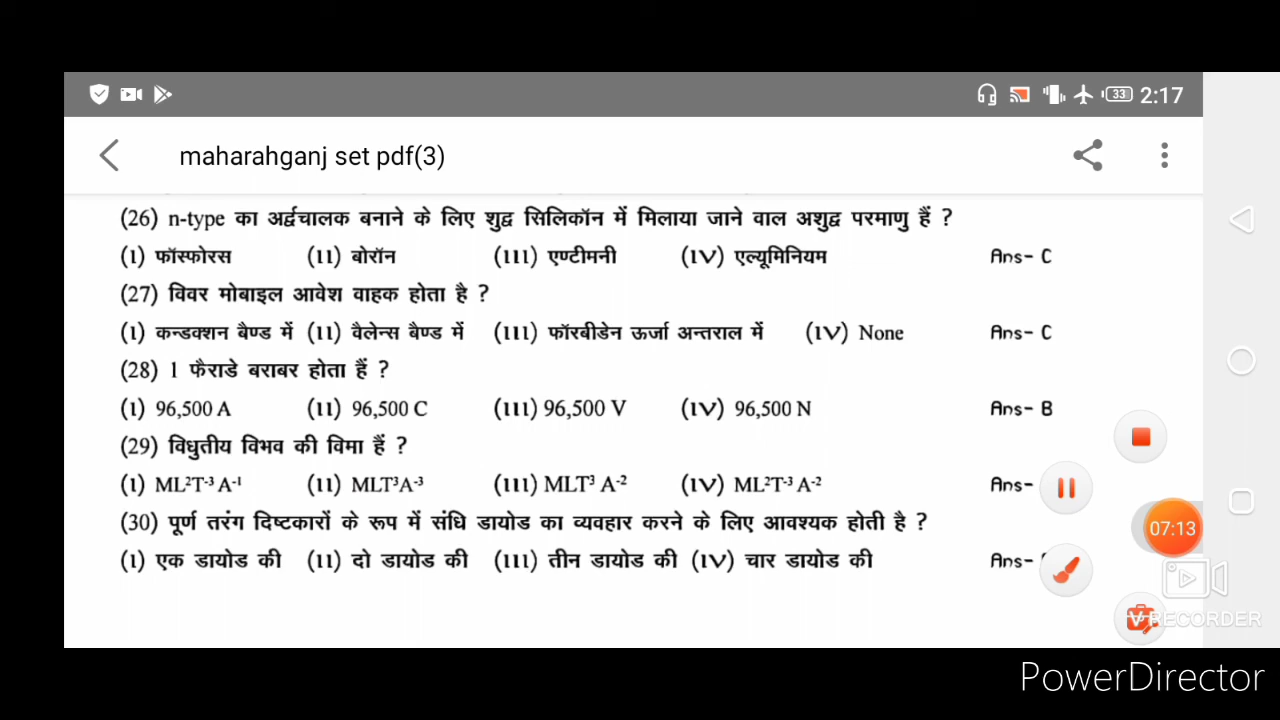 33 2:17
maharahganj set pdf(3)
(26) n-type का अर्द्वचालक बनाने के लिए शुद्व सिलिकॉन में मिलाया जाने वाल अशुद्व परमाणु हैं ?
(I) फॉस्फोरस (II) बोरॉन (III) एण्टीमनी (IV) एल्यूमिनियम Ans- C
(27) विवर मोबाइल आवेश वाहक होता है ?
(I) कन्डक्शन बैण्ड में (II) वैलेन्स बैण्ड में (III) फॉरबीडेन ऊर्जा अन्तराल में (IV) None Ans- C
(28) 1 फैराडे बराबर होता हैं ?
(I) 96,500 A (II) 96,500 C (III) 96,500 V (IV) 96,500 N Ans- B
(29) विधुतीय विभव की विमा हैं ?
(I) ML²T⁻³A⁻¹ (II) MLT³A⁻³ (III) MLT³ A⁻² (IV) ML²T⁻³A⁻² Ans-
(30) पूर्ण तरंग दिष्टकारों के रूप में संधि डायोड का व्यवहार करने के लिए आवश्यक होती है ?
(I) एक डायोड की (II) दो डायोड की (III) तीन डायोड की (IV) चार डायोड की Ans-
07:13
V RECORDER
PowerDirector